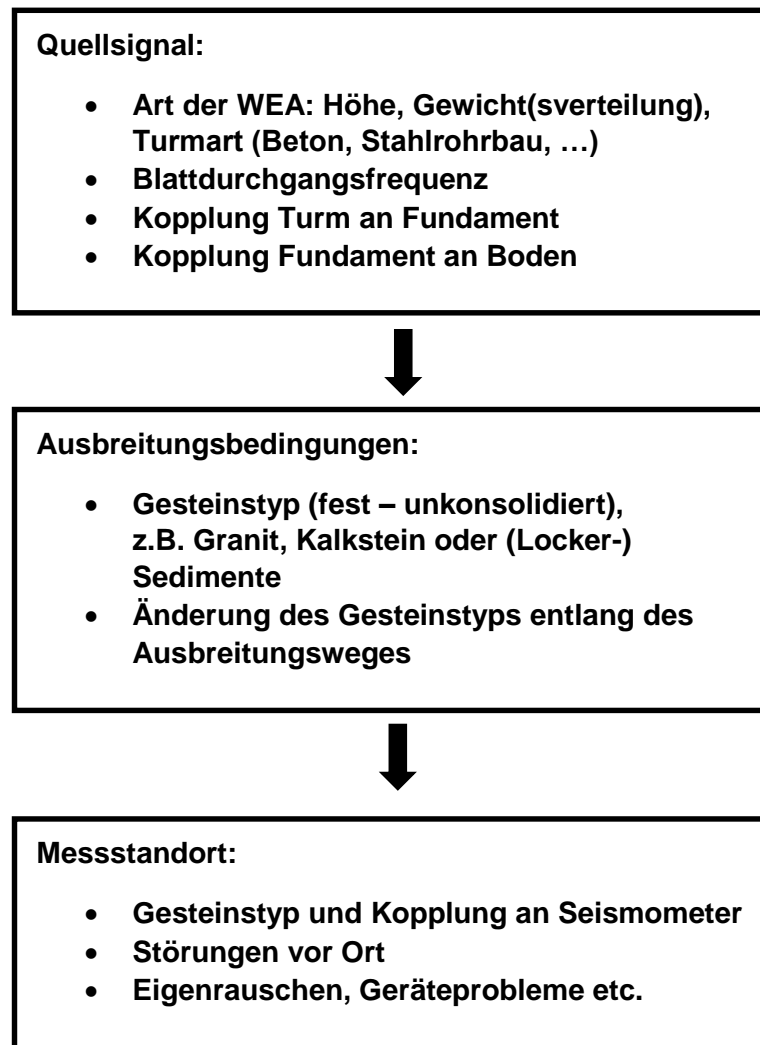 Quellsignal:
• Art der WEA: Höhe, Gewicht(sverteilung),
Turmart (Beton, Stahlrohrbau, …)
• Blattdurchgangsfrequenz
• Kopplung Turm an Fundament
• Kopplung Fundament an Boden
Ausbreitungsbedingungen:
• Gesteinstyp (fest – unkonsolidiert),
z.B. Granit, Kalkstein oder (Locker-)
Sedimente
• Änderung des Gesteinstyps entlang des
Ausbreitungsweges
Messstandort:
• Gesteinstyp und Kopplung an Seismometer
• Störungen vor Ort
• Eigenrauschen, Geräteprobleme etc.